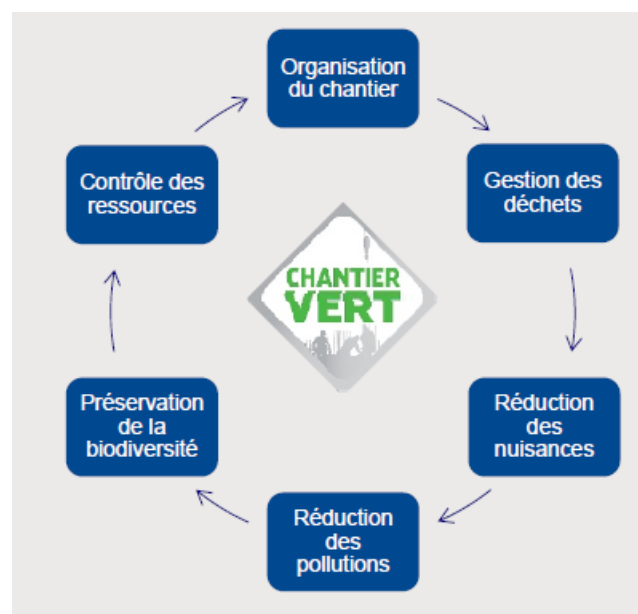 Organisation
du chantier
Gestion des
déchets
Réduction
des
nuisances
Réduction
des
pollutions
Préservation
de la
biodiversité
Contrôle des
ressources
CHANTIER
VERT